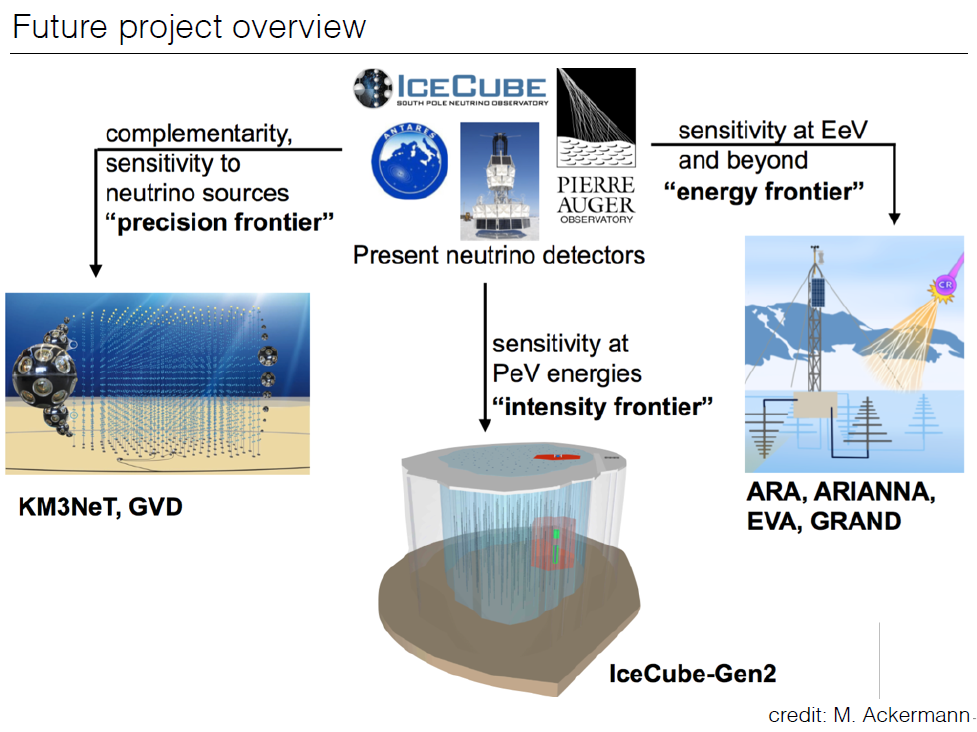 Future project overview
ICECUBE
SOUTH POLE NEUTRINO OBSERVATORY
ANTARES
PIERRE
AUGER
OBSERVATORY
Present neutrino detectors
complementarity,
sensitivity to
neutrino sources
“precision frontier”
KM3NeT, GVD
sensitivity at
PeV energies
“intensity frontier”
IceCube-Gen2
sensitivity at EeV
and beyond
“energy frontier”
CR
ARA, ARIANNA,
EVA, GRAND
credit: M. Ackermann